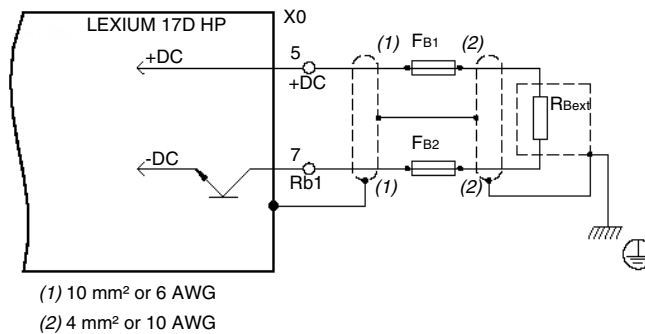 LEXIUM 17D HP
X0
+DC
5
+DC
(1)
FB1
(2)
RBext
-DC
7
Rb1
(1)
FB2
(2)
(1) 10 mm² or 6 AWG
(2) 4 mm² or 10 AWG